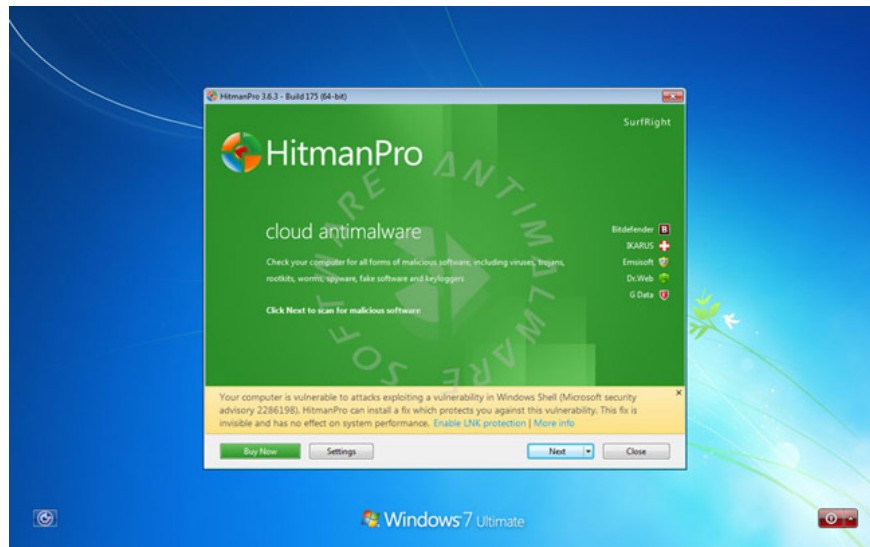 HitmanPro 3.6.3 - Build 175 (64-bit)
SurfRight
HitmanPro
SOFTWARE ANTIMALWARE
cloud antimalware
Check your computer for all forms of malicious software, including viruses, trojans,
rootkits, worms, spyware, fake software and keyloggers
Click Next to scan for malicious software
Bitdefender B
IKARUS
Emsisoft
Dr.Web
G Data
Your computer is vulnerable to attacks exploiting a vulnerability in Windows Shell (Microsoft security
advisory 2286198). HitmanPro can install a fix which protects you against this vulnerability. This fix is
invisible and has no effect on system performance. Enable LNK protection | More info
Buy Now
Settings
Next
Close
Windows 7 Ultimate